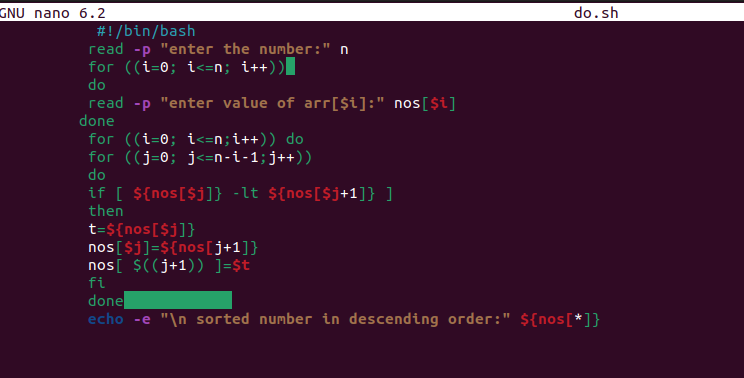 GNU nano 6.2 do.sh
#!/bin/bash
read -p "enter the number:" n
for ((i=0; i<=n; i++))
do
read -p "enter value of arr[$i]:" nos[$i]
done
for ((i=0; i<=n;i++)) do
for ((j=0; j<=n-i-1;j++))
do
if [ ${nos[$j]} -lt ${nos[$j+1]} ]
then
t=${nos[$j]}
nos[$j]=${nos[j+1]}
nos[ $((j+1)) ]=$t
fi
done
echo -e "\n sorted number in descending order:" ${nos[*]}